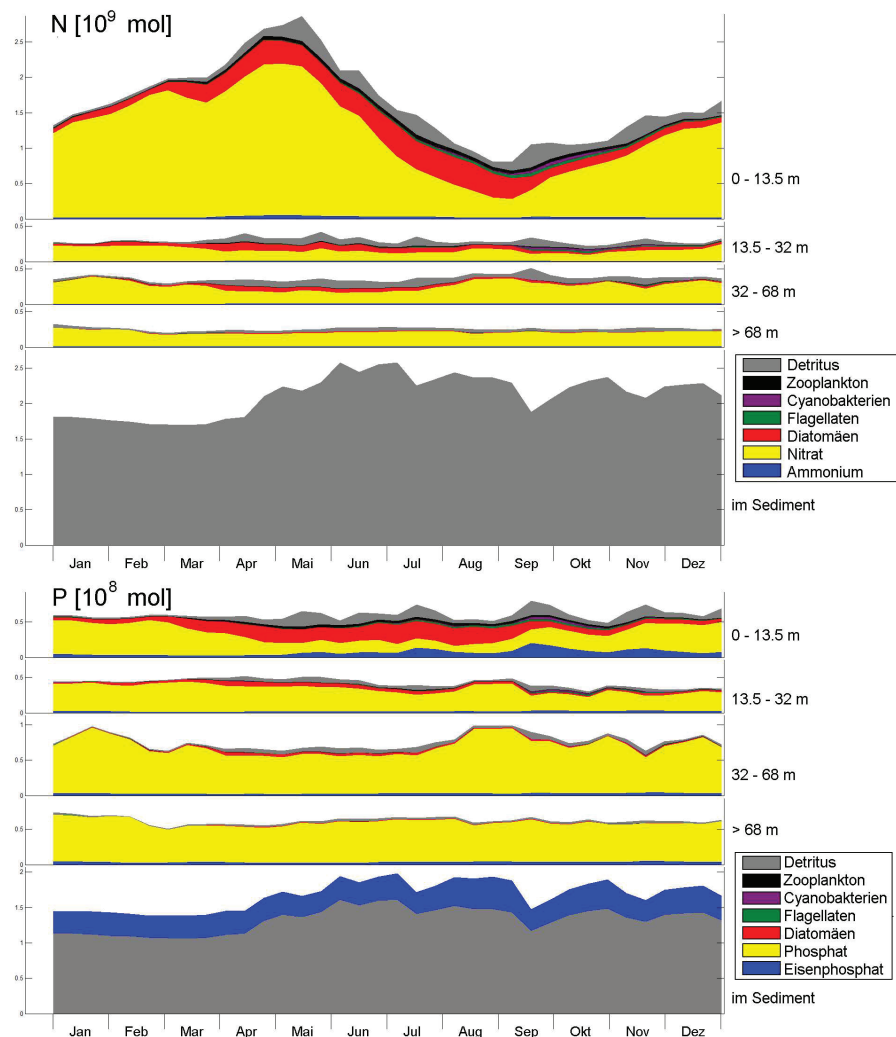 N [10⁹ mol]
2.5
2
1.5
1
0.5
0
0 - 13.5 m
0.5
0
13.5 - 32 m
0.5
0
32 - 68 m
0.5
0
> 68 m
2.5
2
1.5
1
0.5
0
Detritus
Zooplankton
Cyanobakterien
Flagellaten
Diatomäen
Nitrat
Ammonium
im Sediment
Jan Feb Mar Apr Mai Jun Jul Aug Sep Okt Nov Dez
P [10⁸ mol]
0.5
0
0 - 13.5 m
0.5
0
13.5 - 32 m
1
0.5
0
32 - 68 m
0.5
0
> 68 m
2
1.5
1
0.5
0
Detritus
Zooplankton
Cyanobakterien
Flagellaten
Diatomäen
Phosphat
Eisenphosphat
im Sediment
Jan Feb Mar Apr Mai Jun Jul Aug Sep Okt Nov Dez